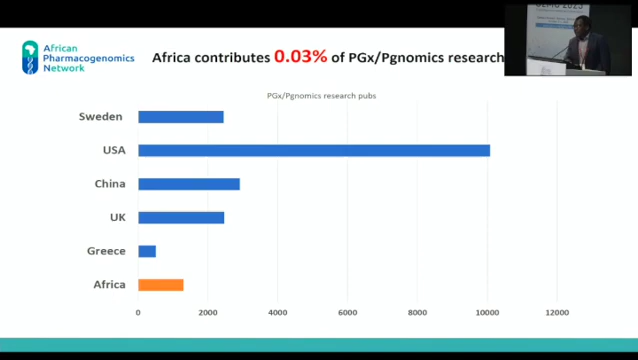 African
Pharmacogenomics
Network
Africa contributes 0.03% of PGx/Pgnomics research
PGx/Pgnomics research pubs
Sweden
USA
China
UK
Greece
Africa
0 2000 4000 6000 8000 10000 12000